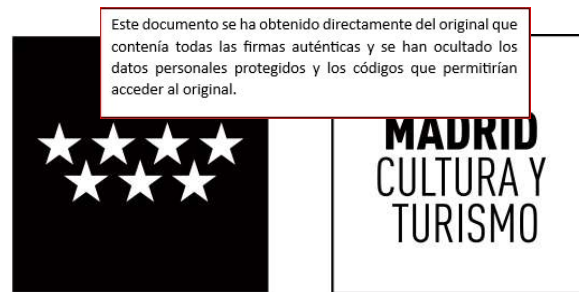 Este documento se ha obtenido directamente del original que
contenía todas las firmas auténticas y se han ocultado los
datos personales protegidos y los códigos que permitirían
acceder al original.
MADRID
CULTURA Y
TURISMO